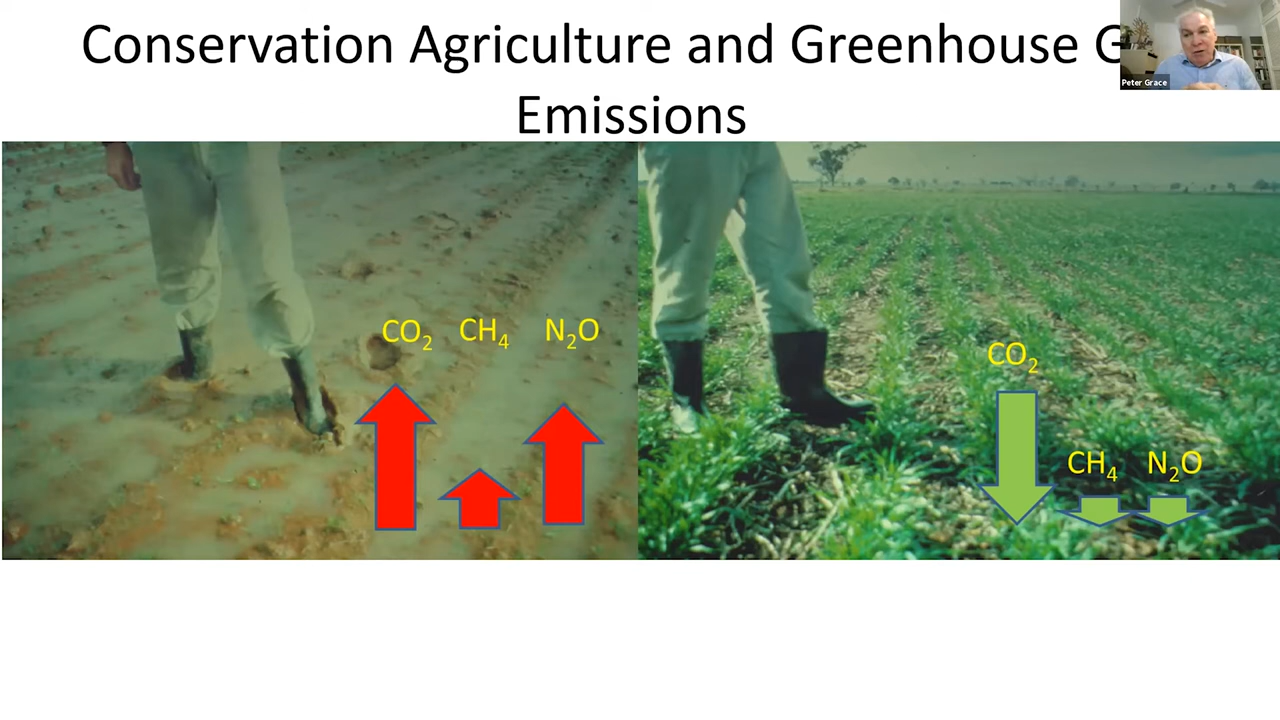 Conservation Agriculture and Greenhouse G
Emissions
Peter Grace
CO₂ CH₄ N₂O
CO₂
CH₄ N₂O